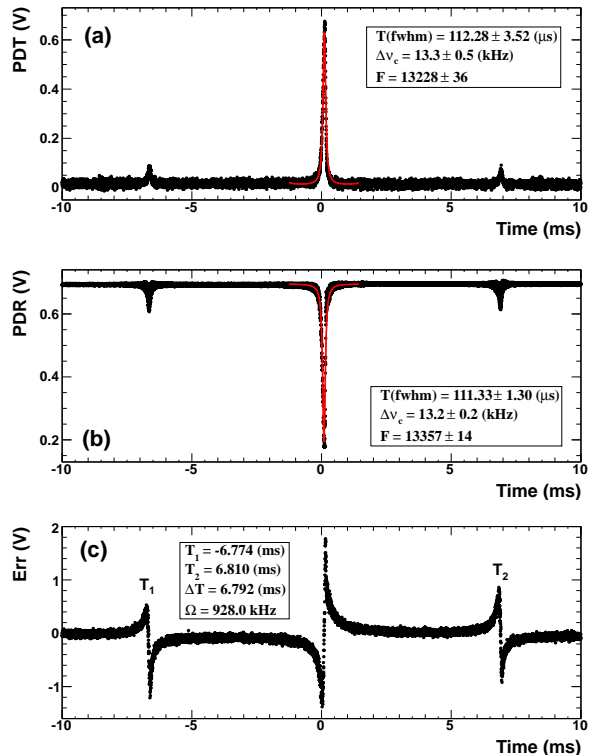 PDT (V)
(a)
T(fwhm) = 112.28 ± 3.52 (μs)
Δν_c = 13.3 ± 0.5 (kHz)
F = 13228 ± 36
0.6
0.4
0.2
0
-10 -5 0 5 10
Time (ms)
PDR (V)
0.6
0.4
0.2
T(fwhm) = 111.33 ± 1.30 (μs)
Δν_c = 13.2 ± 0.2 (kHz)
F = 13357 ± 14
(b)
-10 -5 0 5 10
Time (ms)
Err (V)
(c)
T_1 = -6.774 (ms)
T_2 = 6.810 (ms)
ΔT = 6.792 (ms)
Ω = 928.0 kHz
T_1
T_2
2
1
0
-1
-10 -5 0 5 10
Time (ms)